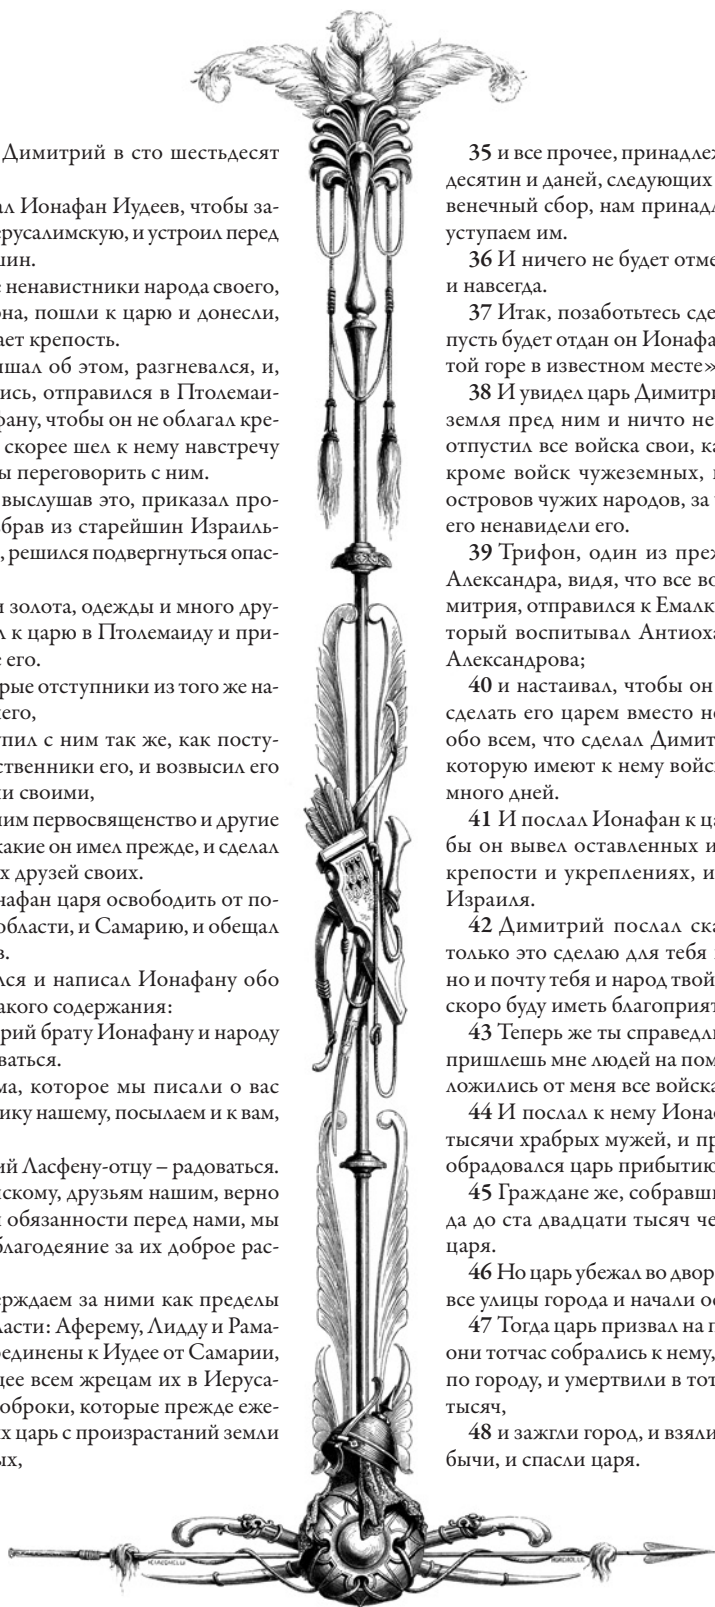 Димитрий в сто шестьдесят
ал Ионафан Иудеев, чтобы за-
ерусалимскую, и устроил перед
шин.
е ненавистники народа своего,
она, пошли к царю и донесли,
ает крепость.
шал об этом, разгневался, и,
ись, отправился в Птолемаи-
фану, чтобы он не облагал кре-
скорее шел к нему навстречу
ы переговорить с ним.
выслушав это, приказал про-
брав из старейшин Израиль-
, решился подвергнуться опас-
и золота, одежды и много дру-
л к царю в Птолемаиду и при-
е его.
рые отступники из того же на-
него,
упил с ним так же, как посту-
ственники его, и возвысил его
ми своими,
ним первосвященство и другие
какие он имел прежде, и сделал
х друзей своих.
нафан царя освободить от по-
области, и Самарию, и обещал
в.
лся и написал Ионафану обо
акого содержания:
рий брату Ионафану и народу
ваться.
ма, которое мы писали о вас
ику нашему, посылаем и к вам,
ий Ласфену-отцу – радоваться.
йскому, друзьям нашим, верно
м обязанности перед нами, мы
благодеяние за их доброе рас-
ерждаем за ними как пределы
ласти: Аферему, Лидду и Рама-
единены к Иудее от Самарии,
щее всем жрецам их в Иеруса-
оброки, которые прежде еже-
х царь с произрастаний земли
ых,
35 и все прочее, принадлеж
десятин и даней, следующих
венечный сбор, нам принадл
уступаем им.
36 И ничего не будет отме
и навсегда.
37 Итак, позаботьтесь сде
пусть будет отдан он Ионафа
той горе в известном месте»
38 И увидел царь Димитри
земля пред ним и ничто не
отпустил все войска свои, ка
кроме войск чужеземных,
островов чужих народов, за
его ненавидели его.
39 Трифон, один из преж
Александра, видя, что все во
митрия, отправился к Емалк
торый воспитывал Антиоха
Александрова;
40 и настаивал, чтобы он
сделать его царем вместо не
обо всем, что сделал Димит
которую имеют к нему войск
много дней.
41 И послал Ионафан к ца
бы он вывел оставленных и
крепости и укреплениях, и
Израиля.
42 Димитрий послал ска
только это сделаю для тебя
но и почту тебя и народ твой
скоро буду иметь благоприят
43 Теперь же ты справедли
пришлешь мне людей на пом
ложились от меня все войска
44 И послал к нему Иона
тысячи храбрых мужей, и пр
обрадовался царь прибытию
45 Граждане же, собравши
да до ста двадцати тысяч че
царя.
46 Но царь убежал во двор
все улицы города и начали ос
47 Тогда царь призвал на п
они тотчас собрались к нему,
по городу, и умертвили в тот
тысяч,
48 и зажгли город, и взяли
бычи, и спасли царя.